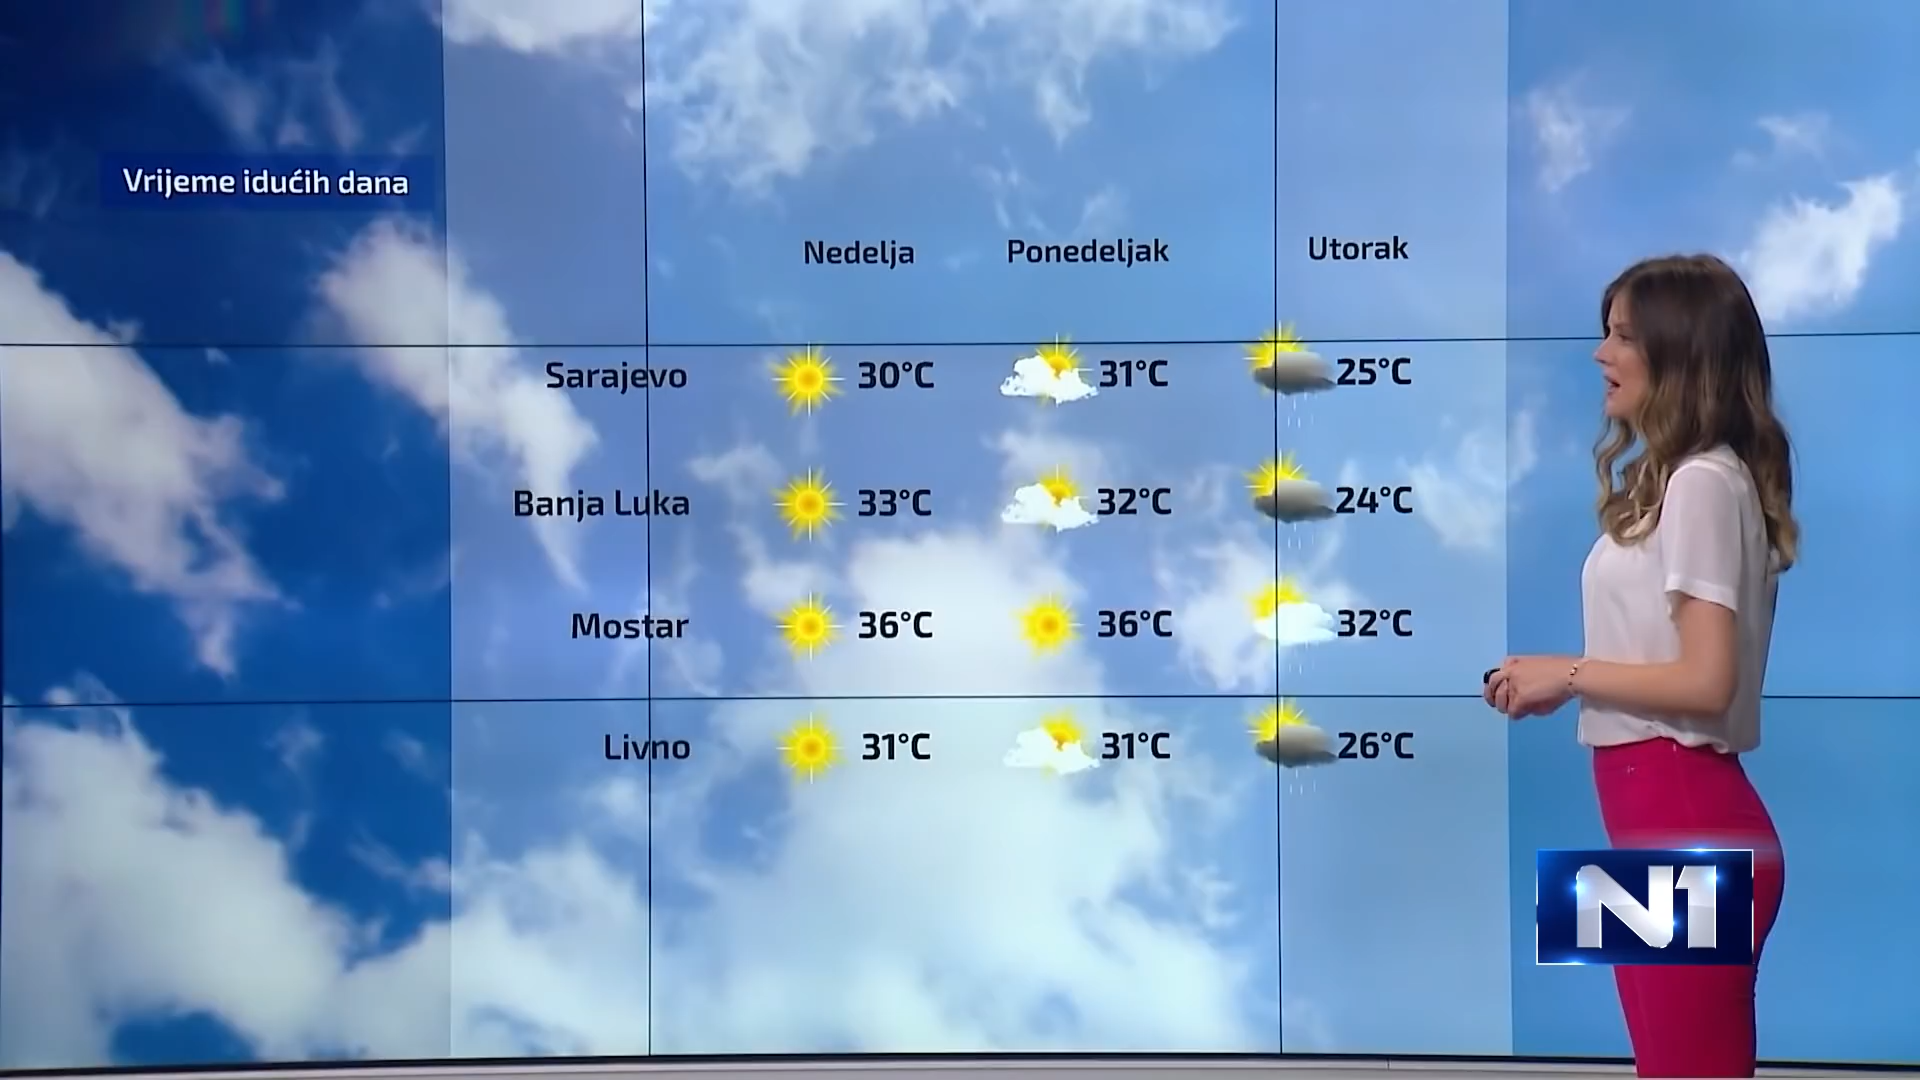 Vrijeme idućih dana
Nedelja Ponedeljak Utorak
Sarajevo 30°C 31°C 25°C
Banja Luka 33°C 32°C 24°C
Mostar 36°C 36°C 32°C
Livno 31°C 31°C 26°C
N1